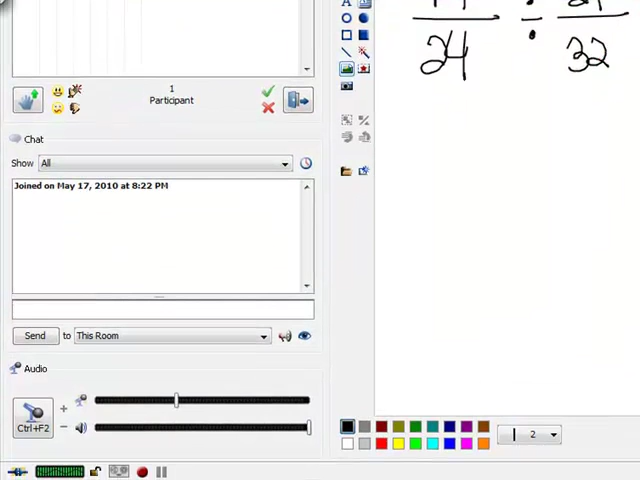 1
Participant
Chat
Show All
Joined on May 17, 2010 at 8:22 PM
Send to This Room
Audio
Ctrl+F2
A
÷
24 32
2